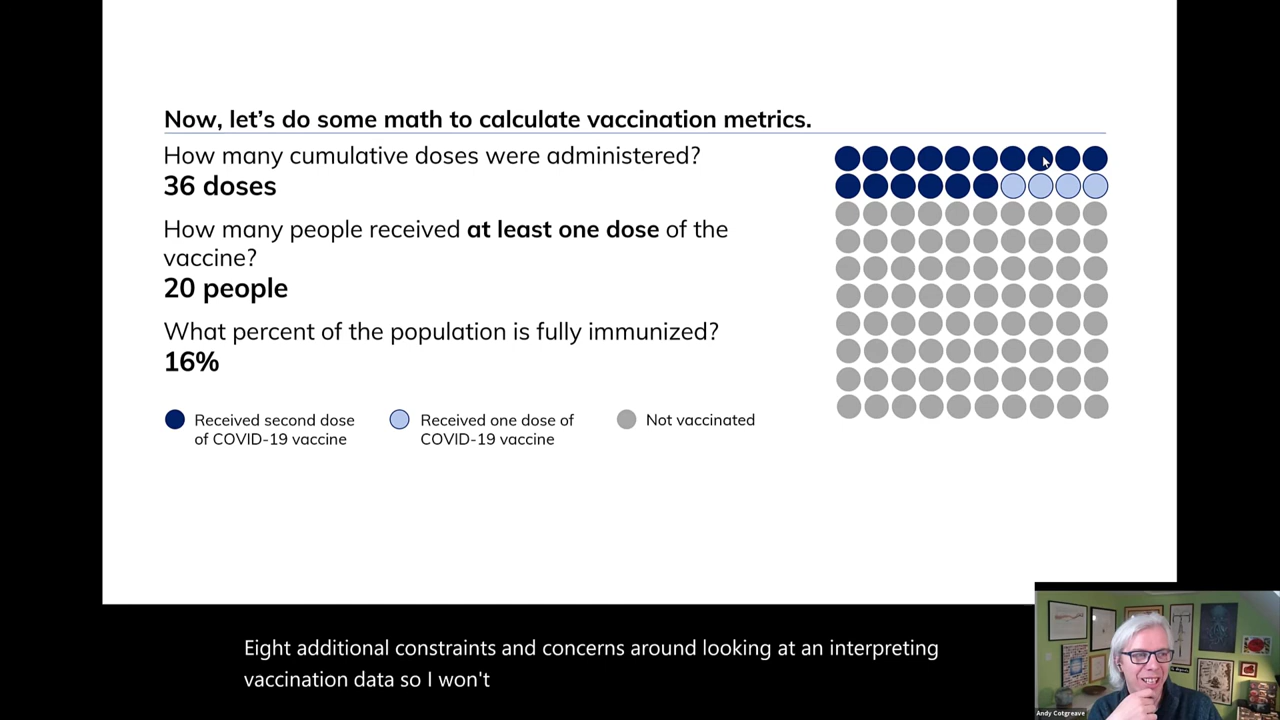 Now, let's do some math to calculate vaccination metrics.
How many cumulative doses were administered?
36 doses
How many people received at least one dose of the
vaccine?
20 people
What percent of the population is fully immunized?
16%
Received second dose
of COVID-19 vaccine
Received one dose of
COVID-19 vaccine
Not vaccinated
Eight additional constraints and concerns around looking at an interpreting
vaccination data so I won't
Andy Cotgreave